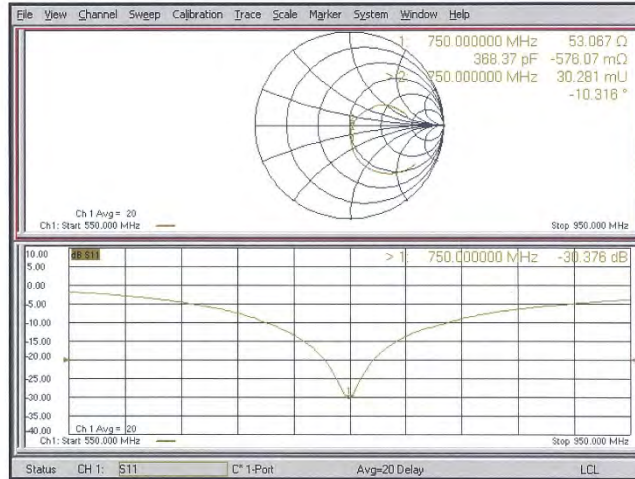 File View Channel Sweep Calibration Trace Scale Marker System Window Help
1: 750.000000 MHz 53.067 Ω
368.37 pF -576.07 mΩ
> 2: 750.000000 MHz 30.281 mU
-10.316 °
Ch 1 Avg = 20
Ch1: Start 550.000 MHz Stop 950.000 MHz
10.00 dB S11 > 1: 750.000000 MHz -30.376 dB
5.00
0.00
-5.00
-10.00
-15.00
-20.00
-25.00
-30.00 1
-35.00
-40.00 Ch 1 Avg = 20
Ch1: Start 550.000 MHz Stop 950.000 MHz
Status CH 1: S11 C* 1-Port Avg=20 Delay LCL